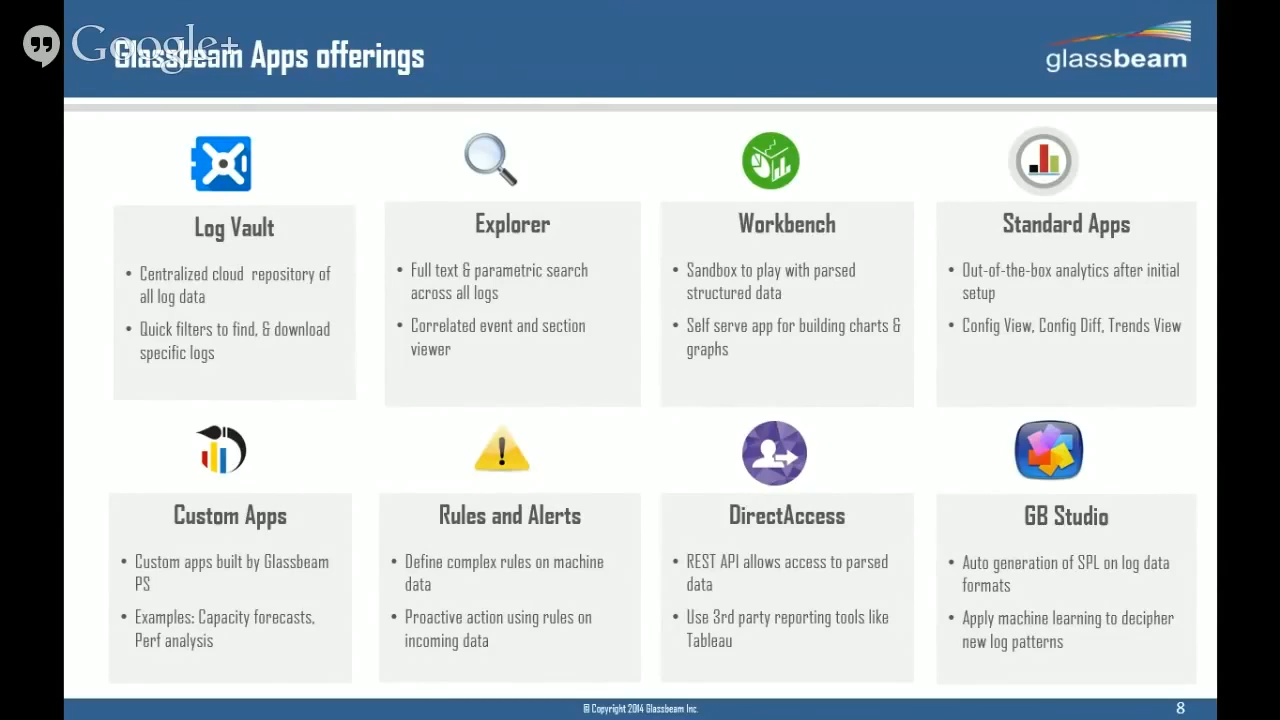 Google+
Glassbeam Apps offerings
glassbeam
Log Vault
• Centralized cloud repository of
all log data
• Quick filters to find, & download
specific logs
Explorer
• Full text & parametric search
across all logs
• Correlated event and section
viewer
Workbench
• Sandbox to play with parsed
structured data
• Self serve app for building charts &
graphs
Standard Apps
• Out-of-the-box analytics after initial
setup
• Config View, Config Diff, Trends View
Custom Apps
• Custom apps built by Glassbeam
PS
• Examples: Capacity forecasts,
Perf analysis
Rules and Alerts
• Define complex rules on machine
data
• Proactive action using rules on
incoming data
DirectAccess
• REST API allows access to parsed
data
• Use 3rd party reporting tools like
Tableau
GB Studio
• Auto generation of SPL on log data
formats
• Apply machine learning to decipher
new log patterns
© Copyright 2014 Glassbeam Inc
8